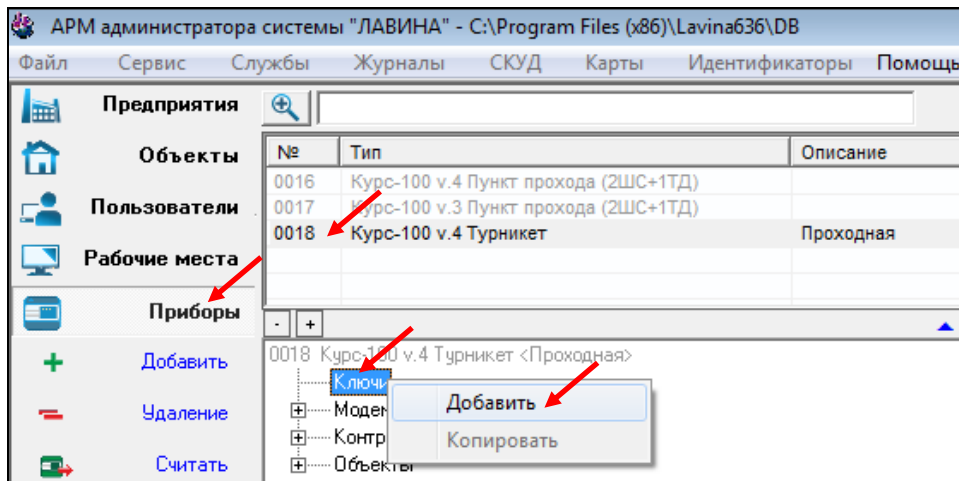 АРМ администратора системы "ЛАВИНА" - C:\Program Files (x86)\Lavina636\DB
Файл Сервис Службы Журналы СКУД Карты Идентификаторы Помощь
Предприятия
Объекты
Пользователи
Рабочие места
Приборы
Добавить
Удаление
Считать
№ Тип Описание
0016 Курс-100 v.4 Пункт прохода (2ШС+1ТД)
0017 Курс-100 v.3 Пункт прохода (2ШС+1ТД)
0018 Курс-100 v.4 Турникет Проходная
- +
0018 Курс-100 v.4 Турникет <Проходная>
Ключи
Модем
Контр
Объекты
Добавить
Копировать